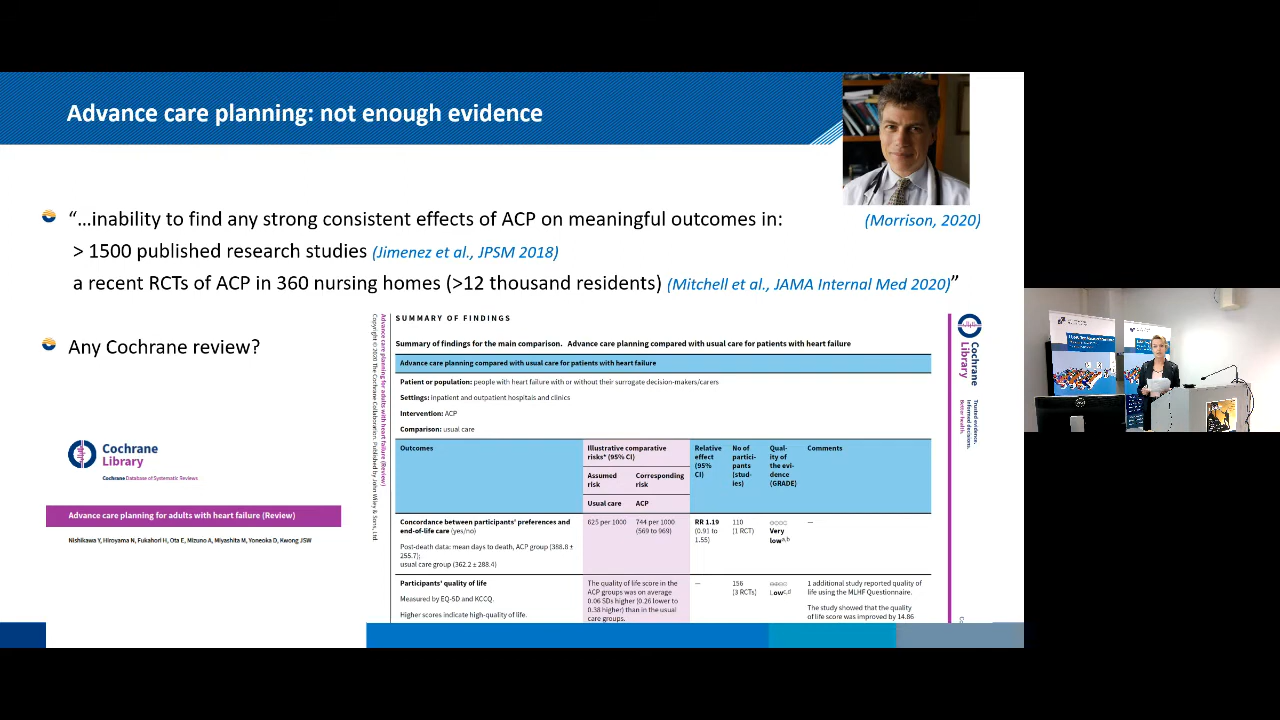 Advance care planning: not enough evidence
“...inability to find any strong consistent effects of ACP on meaningful outcomes in: (Morrison, 2020)
> 1500 published research studies (Jimenez et al., JPSM 2018)
a recent RCTs of ACP in 360 nursing homes (>12 thousand residents) (Mitchell et al., JAMA Internal Med 2020)”
Any Cochrane review?
Cochrane
Library
Cochrane Database of Systematic Reviews
Advance care planning for adults with heart failure (Review)
Nishikawa Y, Hiroyama N, Fukahori H, Ota E, Mizuno A, Miyashita M, Yoneoka D, Kwong JSW
Advance care planning for adults with heart failure (Review)
Copyright © 2020 The Cochrane Collaboration. Published by John Wiley & Sons, Ltd.
SUMMARY OF FINDINGS
Summary of findings for the main comparison. Advance care planning compared with usual care for patients with heart failure
Advance care planning compared with usual care for patients with heart failure
Patient or population: people with heart failure with or without their surrogate decision-makers/carers
Settings: inpatient and outpatient hospitals and clinics
Intervention: ACP
Comparison: usual care
Outcomes
Illustrative comparative
risks* (95% CI)
Assumed
risk
Corresponding
risk
Usual care
ACP
Relative
effect
(95%
CI)
No of
partici-
pants
(stud-
ies)
Qual-
ity of
the evi-
dence
(GRADE)
Comments
Concordance between participants' preferences and
end-of-life care (yes/no)
Post-death data: mean days to death, ACP group (388.8 ±
255.7);
usual care group (362.2 ± 288.4)
625 per 1000
744 per 1000
(569 to 969)
RR 1.19
(0.91 to
1.55)
110
(1 RCT)
Very
low a,b
—
Participants' quality of life
Measured by EQ-5D and KCCQ.
Higher scores indicate high-quality of life.
The quality of life score in the
ACP groups was on average
0.06 SDs higher (0.26 lower to
0.38 higher) than in the usual
care groups.
—
156
(3 RCTs)
Low c,d
1 additional study reported quality of
life using the MLHF Questionnaire.
The study showed that the quality
of life score was improved by 14.86
Cochrane
Library
Trusted evidence.
Informed decisions.
Better health.